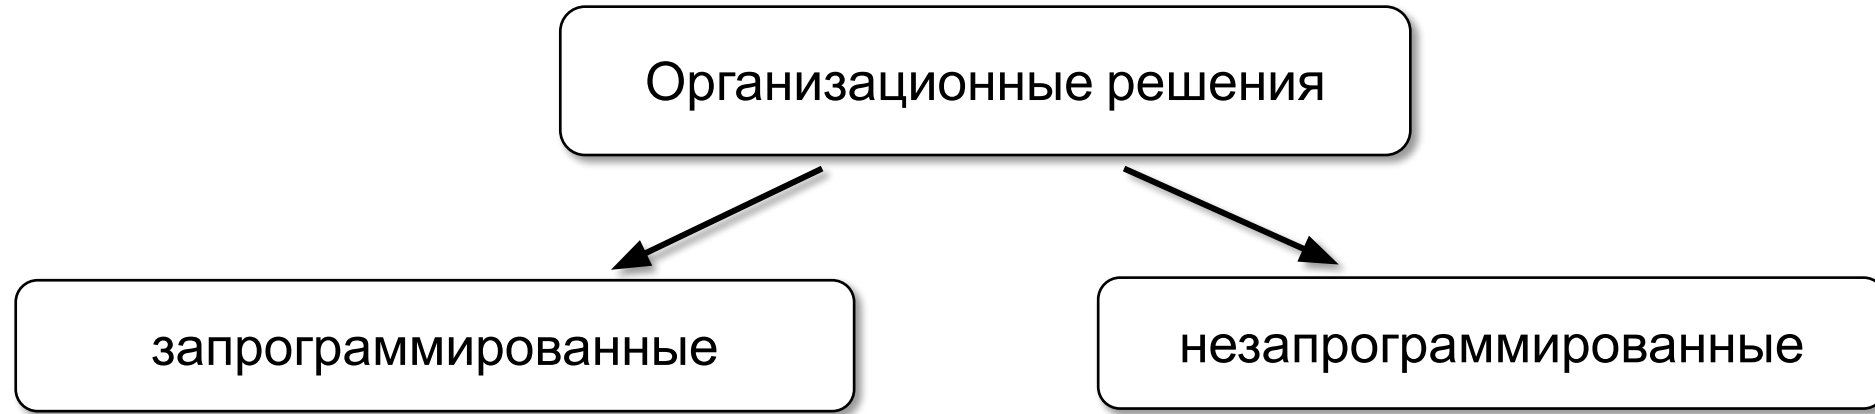 Организационные решения
запрограммированные
незапрограммированные